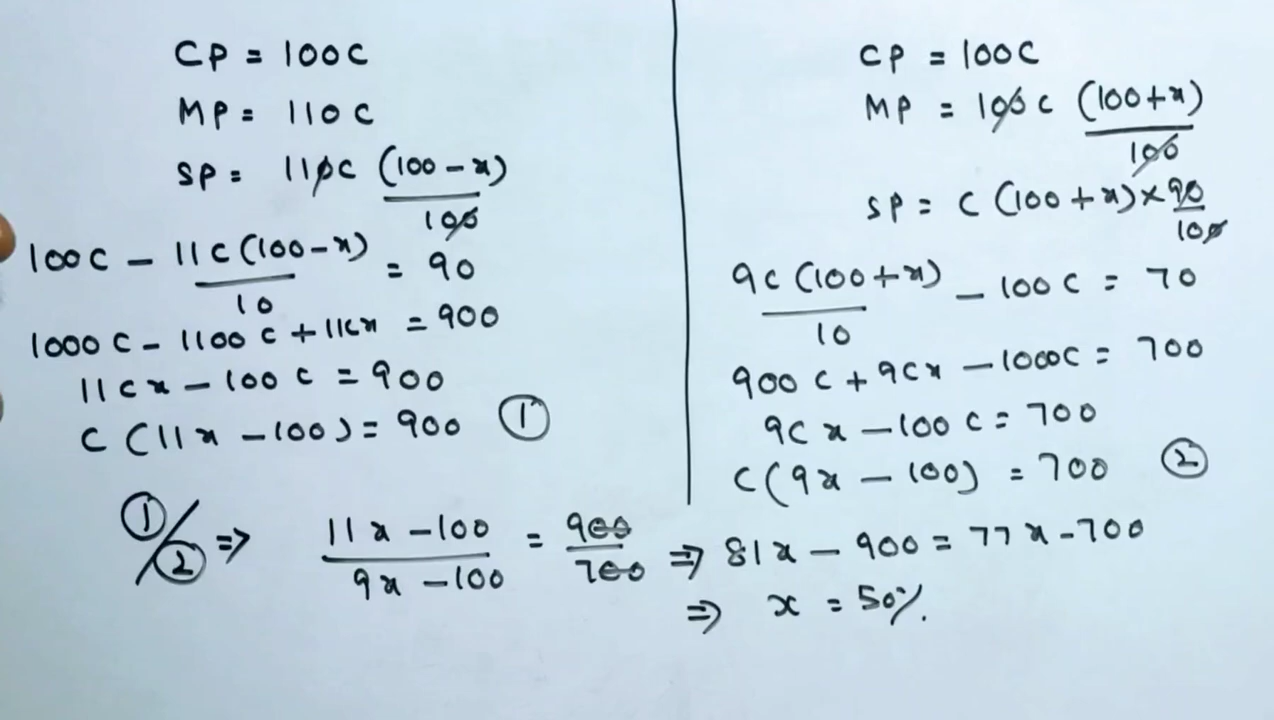 CP = 100C
MP = 110C
SP = 110C (100 - x) / 100
100C - 11C(100 - x) / 10 = 90
1000C - 1100C + 11Cx = 900
11Cx - 100C = 900
C(11x - 100) = 900 ①
CP = 100C
MP = 100C (100 + x) / 100
SP = C(100 + x) × 90 / 100
9C(100 + x) / 10 - 100C = 70
900C + 9Cx - 1000C = 700
9Cx - 100C = 700
C(9x - 100) = 700 ②
①/② ⇒ 11x - 100 / 9x - 100 = 900 / 700 ⇒ 81x - 900 = 77x - 700
⇒ x = 50%.